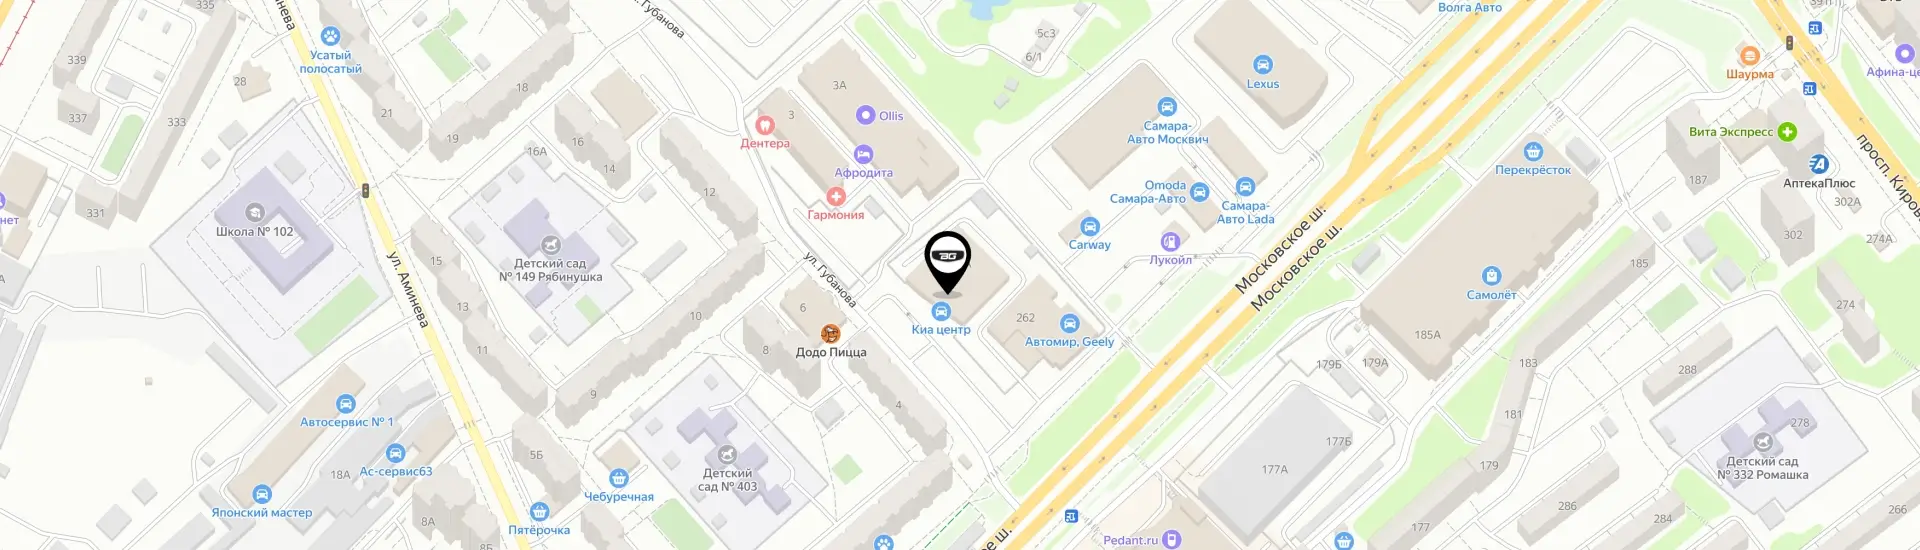 Волга Авто
минева
ул. Губанова
5с3
6/1
339
Усатый
полосатый
28
18
3А
Lexus
Шаурма
Афина-це
337
333
21
19
16
3
Ollis
Самара-
Авто Москвич
Вита Экспресс
просп. Кирова
Дентера
16А
14
Афродита
Перекрёсток
187
АптекаПлюс
331
12
Гармония
Omoda
Самара-Авто
Самара-
Авто Lada
302А
нет
Школа № 102
Carway
Московское ш.
Московское ш.
302
274А
Детский сад
№ 149 Рябинушка
15
ул. Аминева
ул. Губанова
BG
Лукойл
185
Самолёт
274
13
10
6
Киа центр
262
Автомир, Geely
185А
11
8
Додо Пицца
179Б
179А
183
288
9
4
Автосервис № 1
181
278
177Б
5Б
Ас-сервис63
18А
Детский
сад № 403
177А
179
Детский сад
№ 332 Ромашка
Чебуречная
286
Японский мастер
8А
Пятёрочка
177
284
266
8Б
ое ш.
Pedant.ru